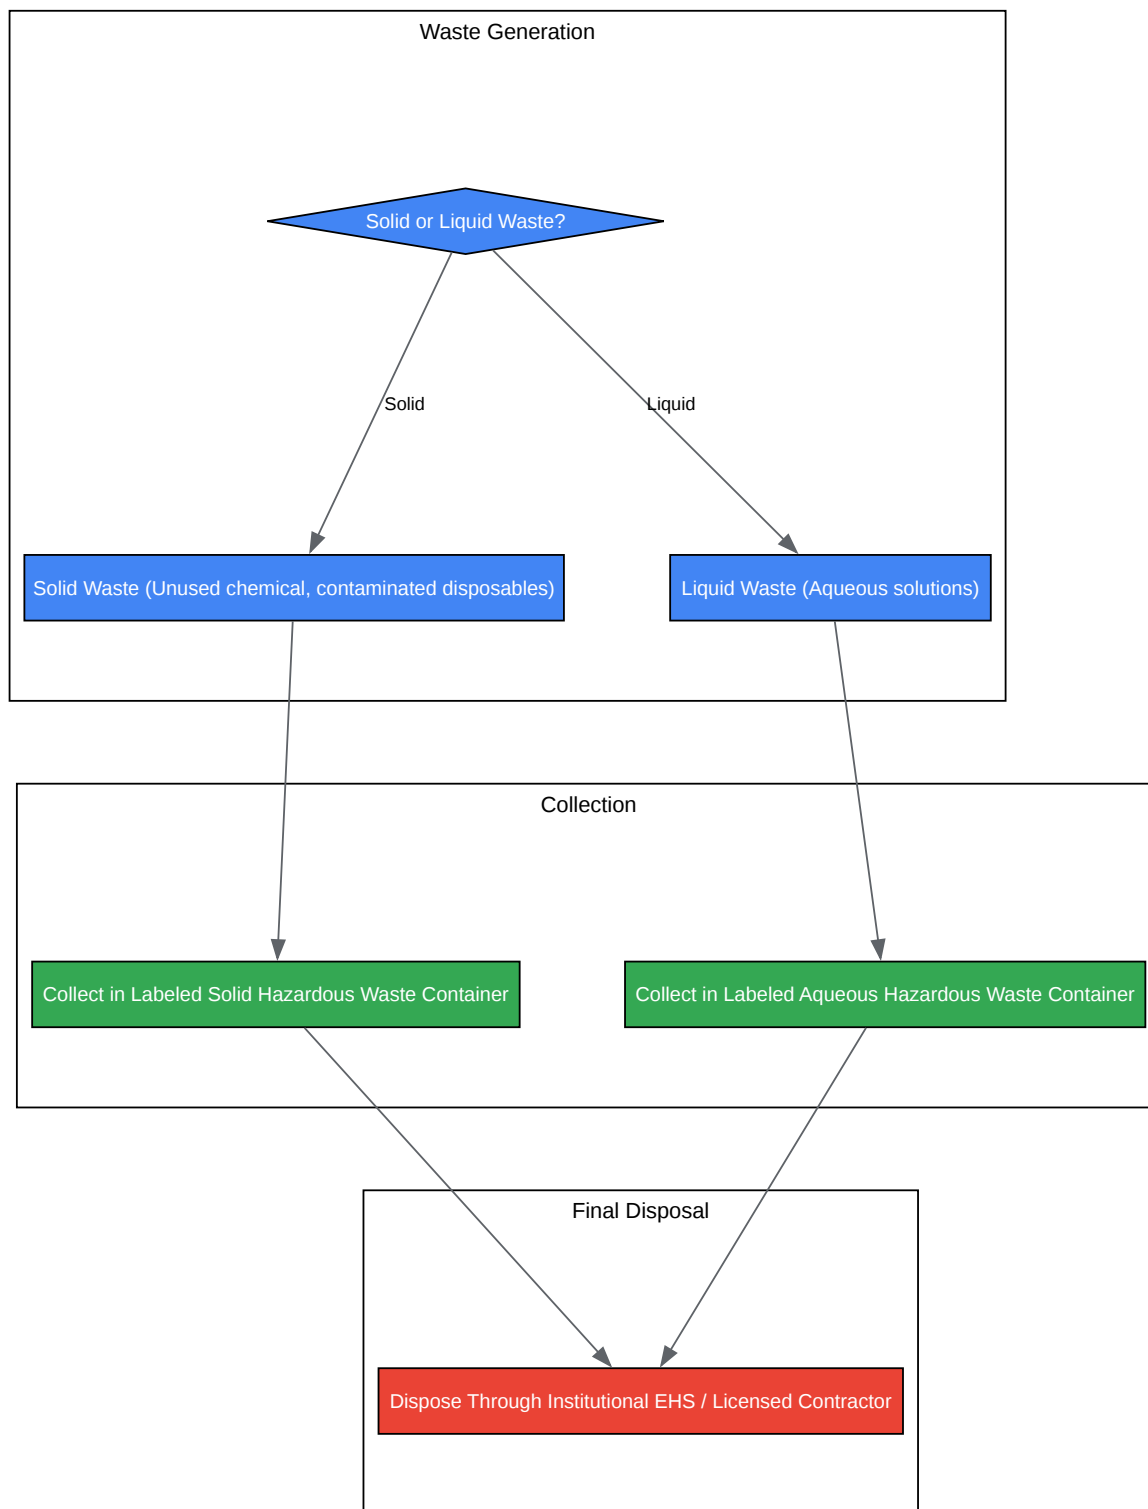 Waste Generation
Solid or Liquid Waste?
Solid
Liquid
Solid Waste (Unused chemical, contaminated disposables)
Liquid Waste (Aqueous solutions)
Collection
Collect in Labeled Solid Hazardous Waste Container
Collect in Labeled Aqueous Hazardous Waste Container
Final Disposal
Dispose Through Institutional EHS / Licensed Contractor